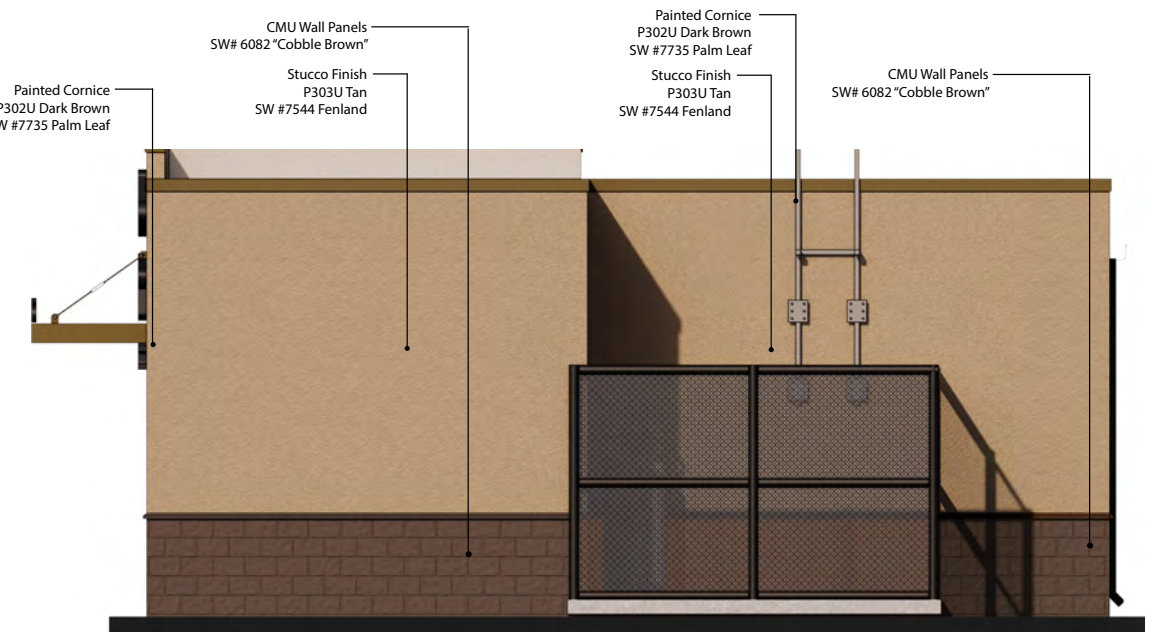 CMU Wall Panels
SW# 6082 “Cobble Brown”
Painted Cornice
P302U Dark Brown
SW #7735 Palm Leaf
Stucco Finish
P303U Tan
SW #7544 Fenland
Painted Cornice
P302U Dark Brown
SW #7735 Palm Leaf
Stucco Finish
P303U Tan
SW #7544 Fenland
CMU Wall Panels
SW# 6082 “Cobble Brown”